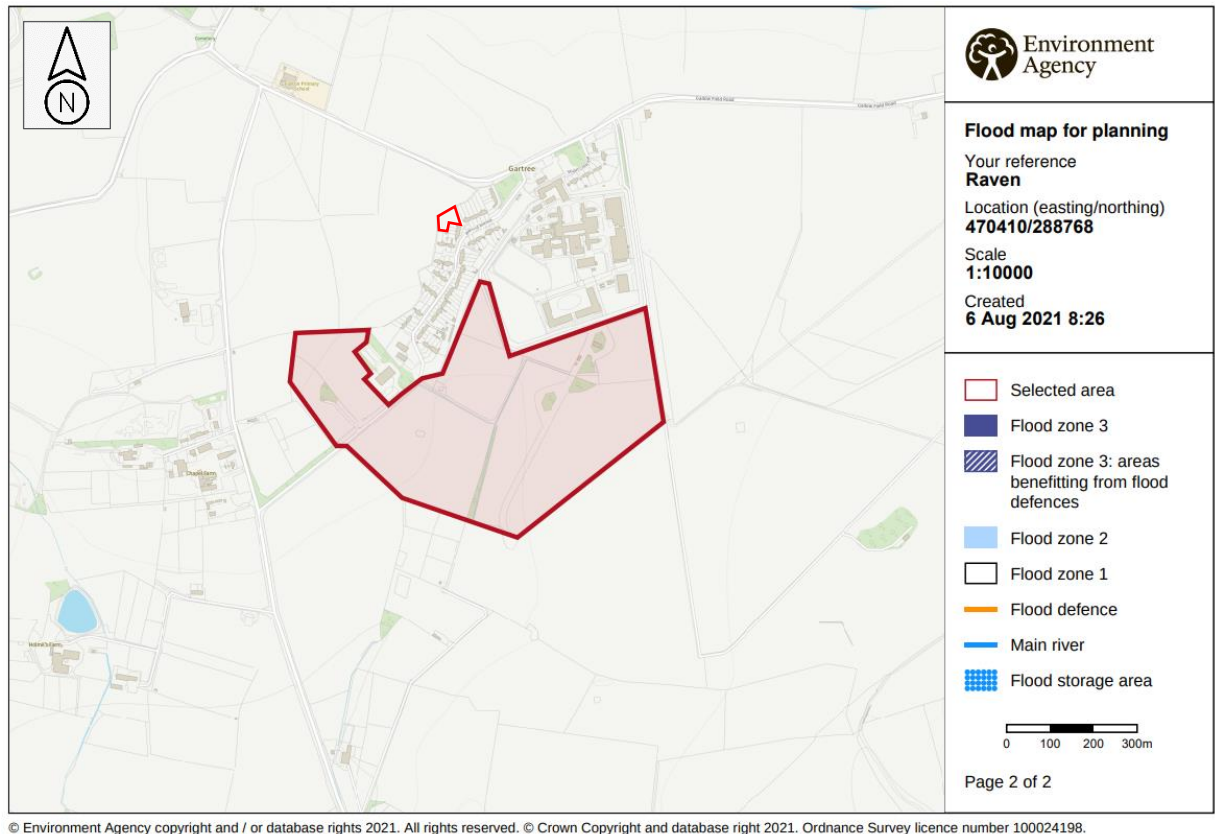 N
Gartree
Environment
Agency
Flood map for planning
Your reference
Raven
Location (easting/northing)
470410/288768
Scale
1:10000
Created
6 Aug 2021 8:26
Selected area
Flood zone 3
Flood zone 3: areas
benefitting from flood
defences
Flood zone 2
Flood zone 1
Flood defence
Main river
Flood storage area
0 100 200 300m
Page 2 of 2
© Environment Agency copyright and / or database rights 2021. All rights reserved. © Crown Copyright and database right 2021. Ordnance Survey licence number 100024198.